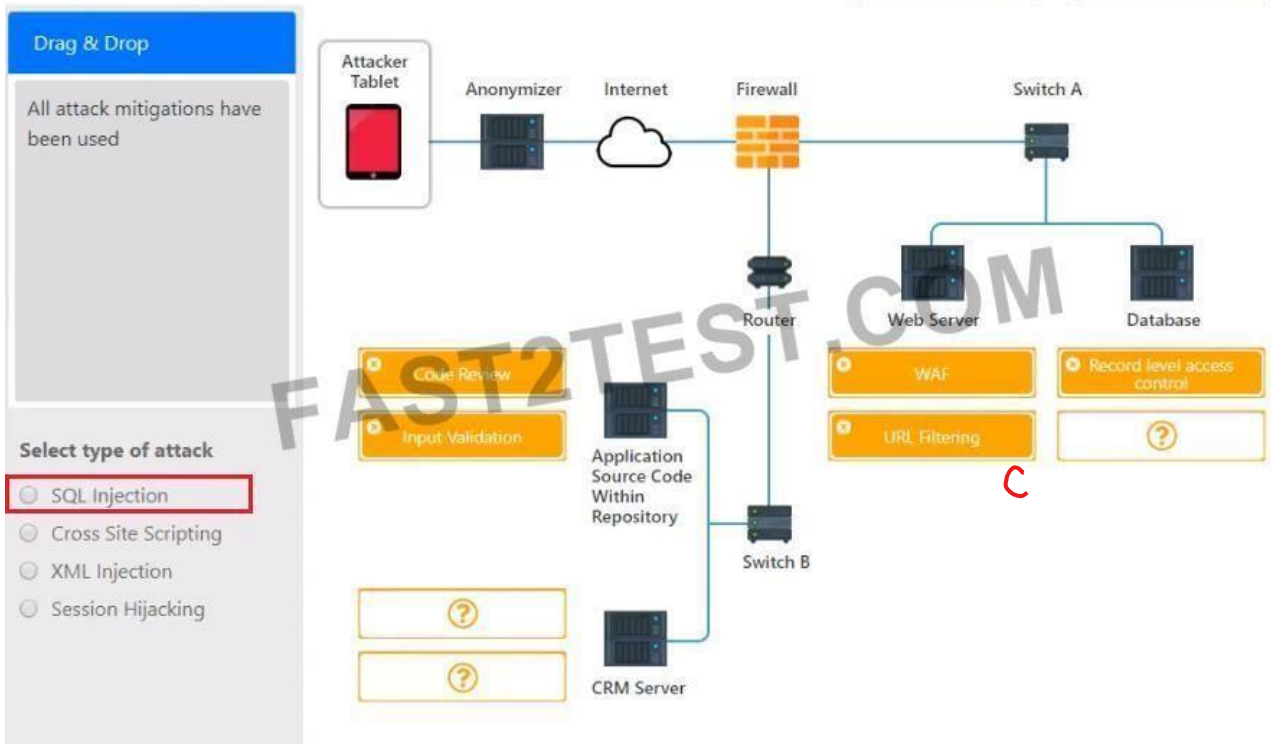 Drag & Drop
All attack mitigations have
been used
Select type of attack
SQL Injection
Cross Site Scripting
XML Injection
Session Hijacking
Attacker
Tablet
Anonymizer
Internet
Firewall
Switch A
Router
Web Server
Database
Code Review
Input Validation
WAF
URL Filtering
Record level access
control
?
Application
Source Code
Within
Repository
Switch B
?
?
CRM Server
FAST2TEST.COM
C